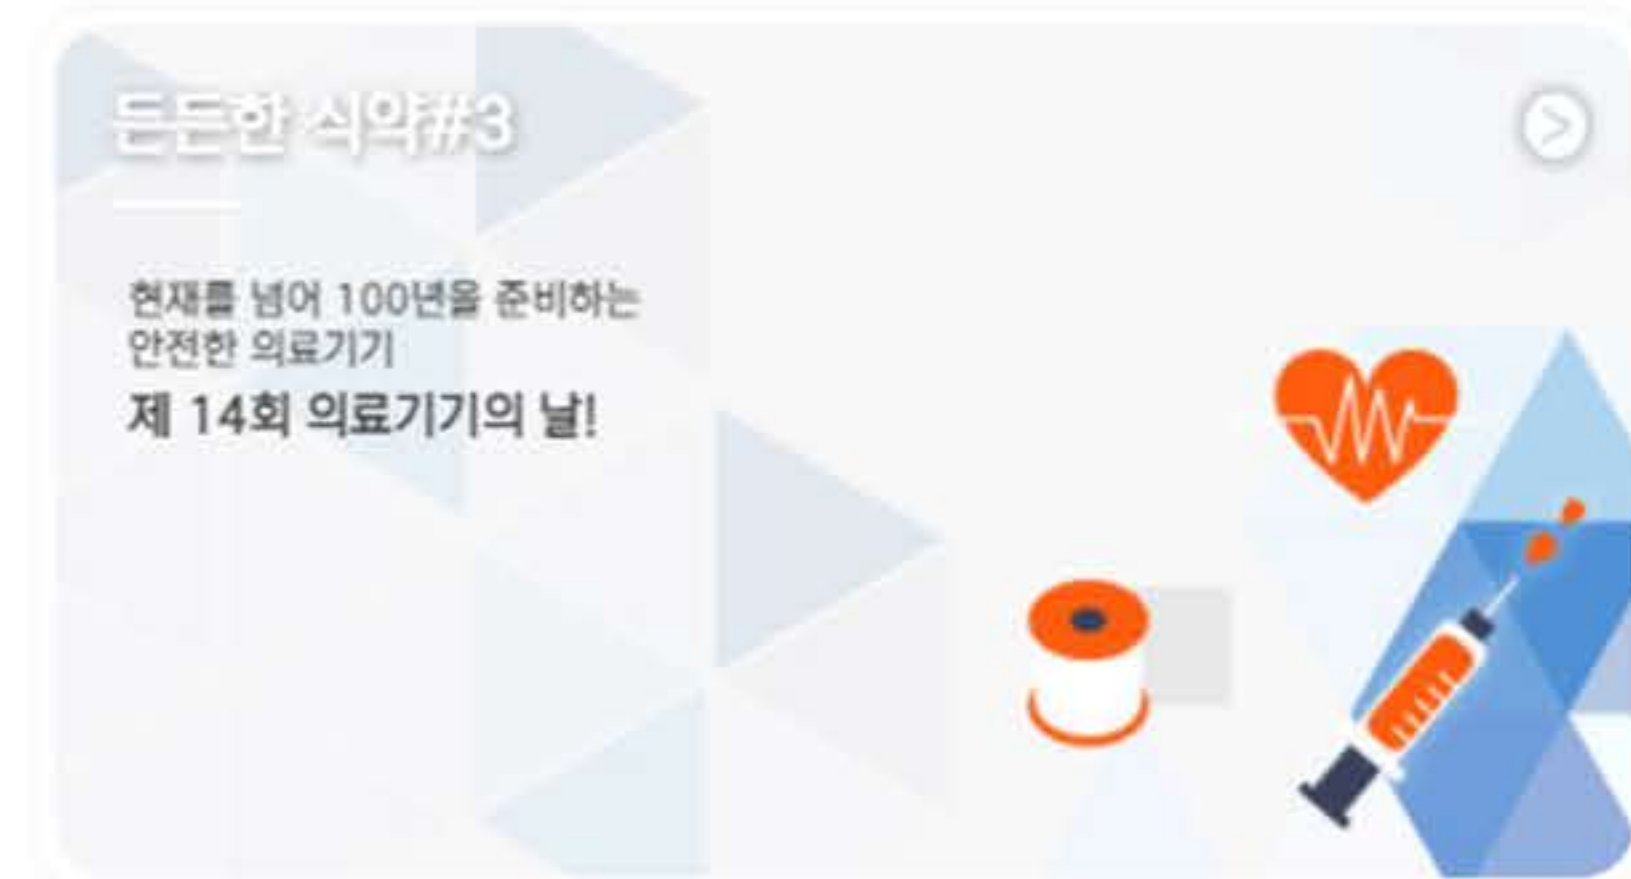 든든한 식약#3
현재를 넘어 100년을 준비하는
안전한 의료기기
제 14회 의료기기의 날!